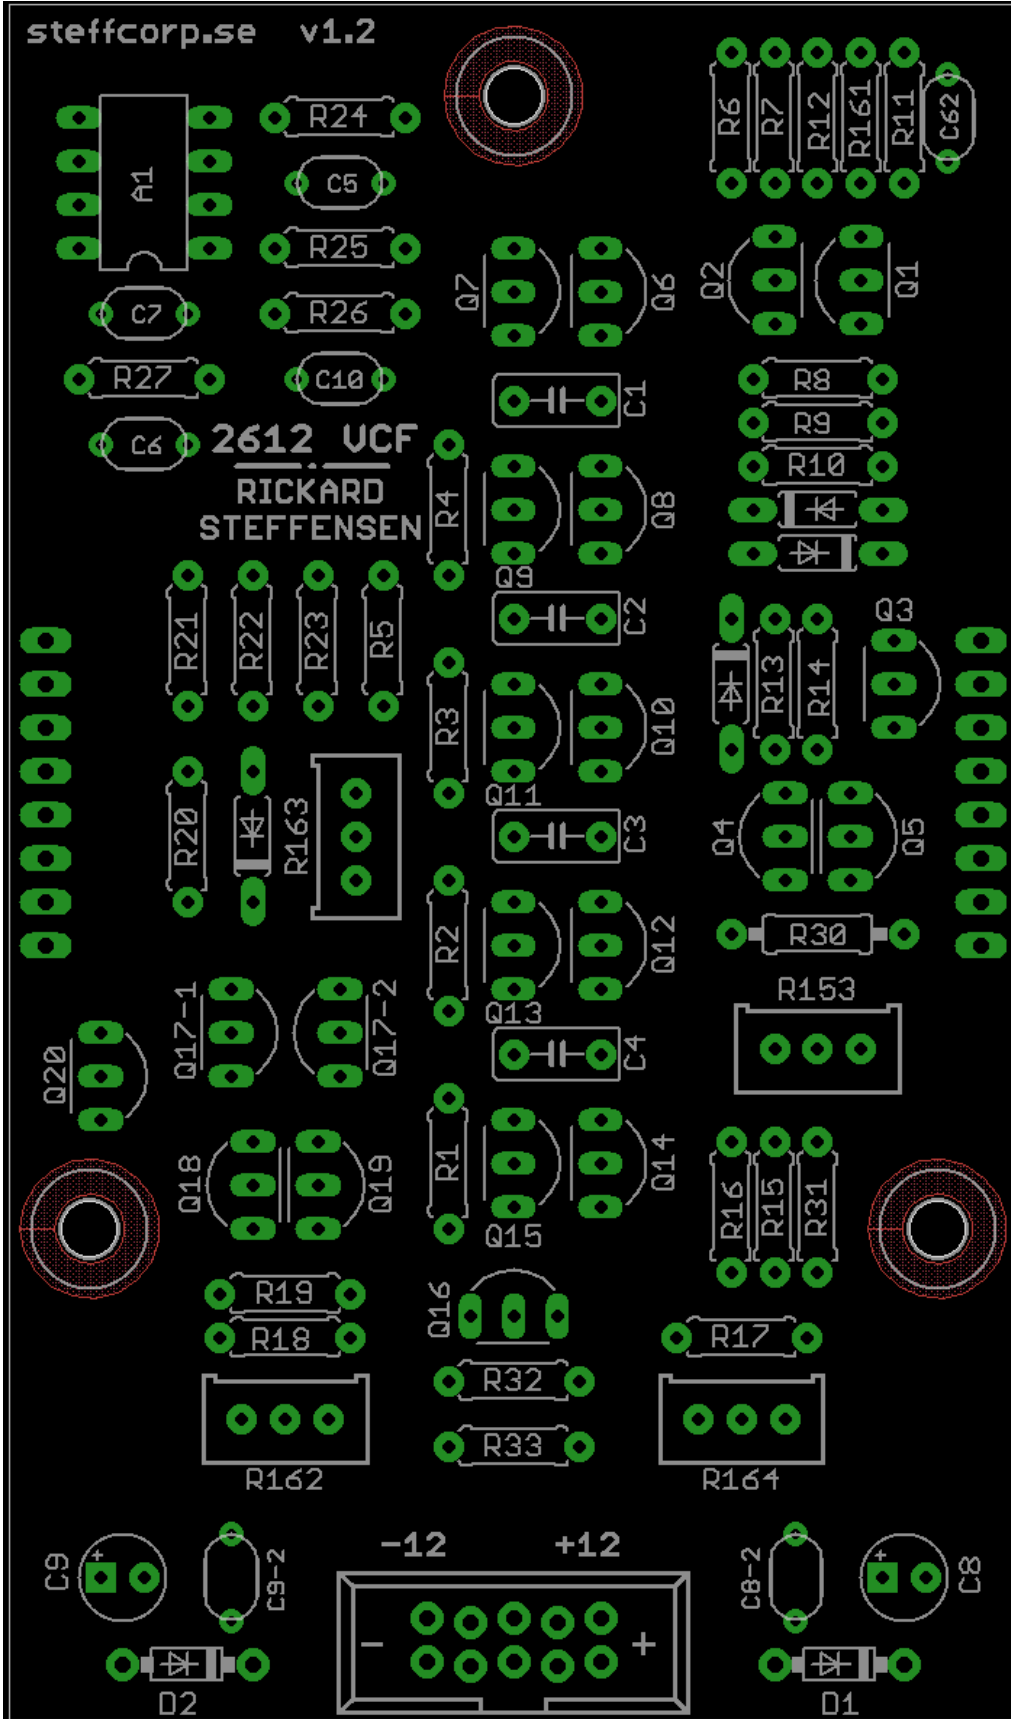 steffcorp.se v1.2
R24
A1
C5
R25
C7
R26
R27
C10
C6
2612 VCF
RICKARD
STEFFENSEN
R6
R7
R12
R161
R11
C62
Q7
Q6
Q2
Q1
C1
R8
R9
R10
R4
Q8
Q9
C2
R21
R22
R23
R5
R3
Q10
Q11
C3
R13
R14
Q3
R20
R163
Q4
Q5
R30
R2
Q12
Q13
C4
R153
Q20
Q17-1
Q17-2
Q18
Q19
R1
Q14
Q15
R16
R15
R31
R19
R18
Q16
R17
R32
R33
R162
R164
-12 +12
C9
+
C9-2
- +
C8-2
+
C8
D2
D1